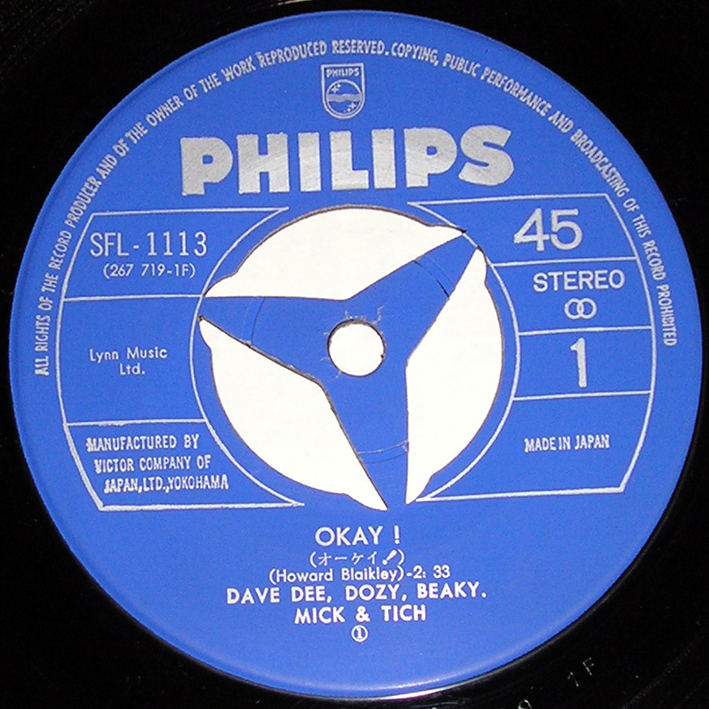 ALL RIGHTS OF THE RECORD PRODUCER AND OF THE OWNER OF THE WORK REPRODUCED RESERVED. COPYING, PUBLIC PERFORMANCE AND BROADCASTING OF THIS RECORD PROHIBITED
PHILIPS
PHILIPS
SFL-1113
(267 719-1F)
45
STEREO
Lynn Music
Ltd.
1
MANUFACTURED BY
VICTOR COMPANY OF
JAPAN,LTD.,YOKOHAMA
MADE IN JAPAN
OKAY !
(オーケイ!)
(Howard Blaikley)-2: 33
DAVE DEE, DOZY, BEAKY.
MICK & TICH
①
1F